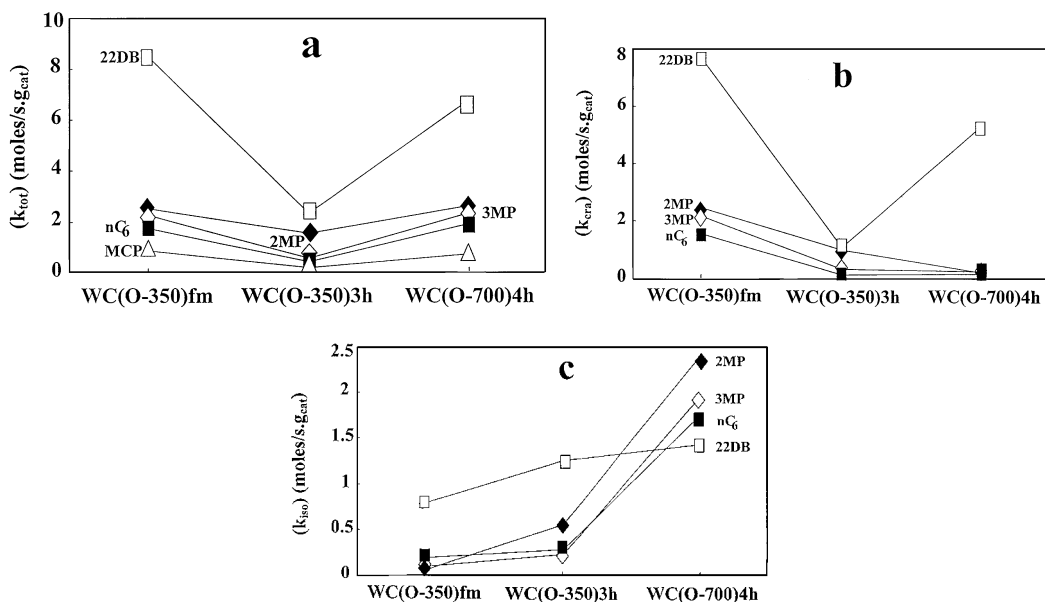 a
(k_tot) (moles/s.g_cat)
10
8
6
4
2
0
22DB
nC6
MCP
2MP
3MP
WC(O-350)fm WC(O-350)3h WC(O-700)4h
b
(k_cra) (moles/s.g_cat)
8
6
4
2
0
22DB
2MP
3MP
nC6
WC(O-350)fm WC(O-350)3h WC(O-700)4h
c
(k_iso) (moles/s.g_cat)
2.5
2
1.5
1
0.5
0
2MP
3MP
nC6
22DB
WC(O-350)fm WC(O-350)3h WC(O-700)4h